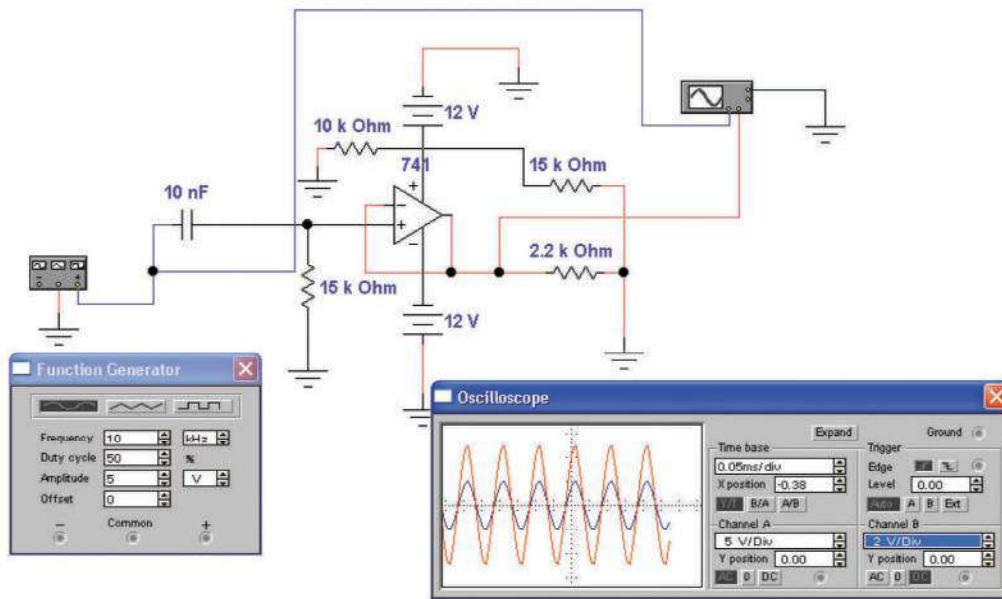 12 V
10 k Ohm
741
15 k Ohm
10 nF
+
−
+
−
2.2 k Ohm
15 k Ohm
12 V
Function Generator
Frequency 10 kHz
Duty cycle 50 %
Amplitude 5 V
Offset 0
− Common +
Oscilloscope
Expand
Ground
Time base
0.05ms/div
X position -0.38
Y/T B/A A/B
Trigger
Edge
Level 0.00
Auto A B Ext
Channel A
5 V/Div
Y position 0.00
AC 0 DC
Channel B
2 V/Div
Y position 0.00
AC 0 DC